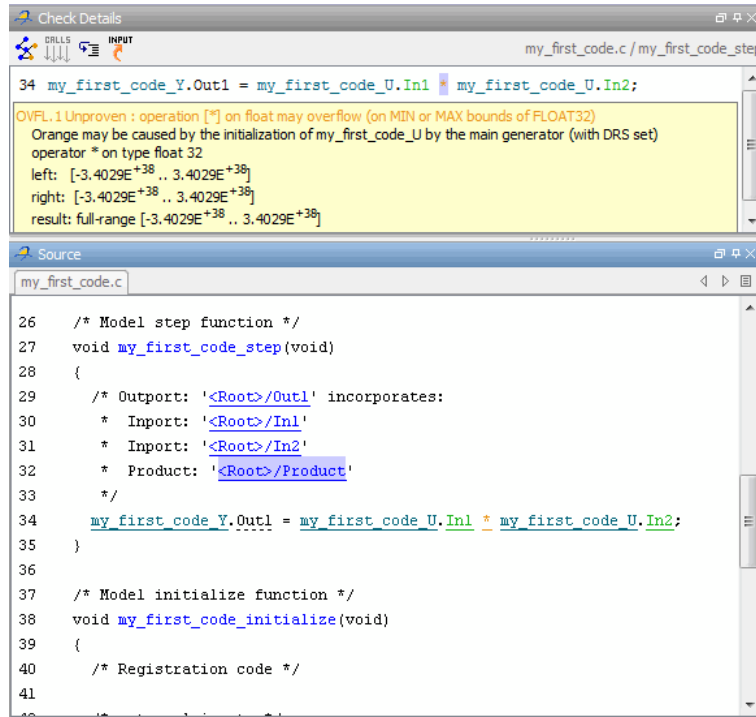 Check Details
CALLS INPUT
my_first_code.c / my_first_code_step
34 my_first_code_Y.Out1 = my_first_code_U.In1 * my_first_code_U.In2;
OVFL.1 Unproven : operation [*] on float may overflow (on MIN or MAX bounds of FLOAT32)
Orange may be caused by the initialization of my_first_code_U by the main generator (with DRS set)
operator * on type float 32
left: [-3.4029E+38 .. 3.4029E+38]
right: [-3.4029E+38 .. 3.4029E+38]
result: full-range [-3.4029E+38 .. 3.4029E+38]
Source
my_first_code.c
26 /* Model step function */
27 void my_first_code_step(void)
28 {
29 /* Outport: '<Root>/Out1' incorporates:
30 * Inport: '<Root>/In1'
31 * Inport: '<Root>/In2'
32 * Product: '<Root>/Product'
33 */
34 my_first_code_Y.Out1 = my_first_code_U.In1 * my_first_code_U.In2;
35 }
36
37 /* Model initialize function */
38 void my_first_code_initialize(void)
39 {
40 /* Registration code */
41